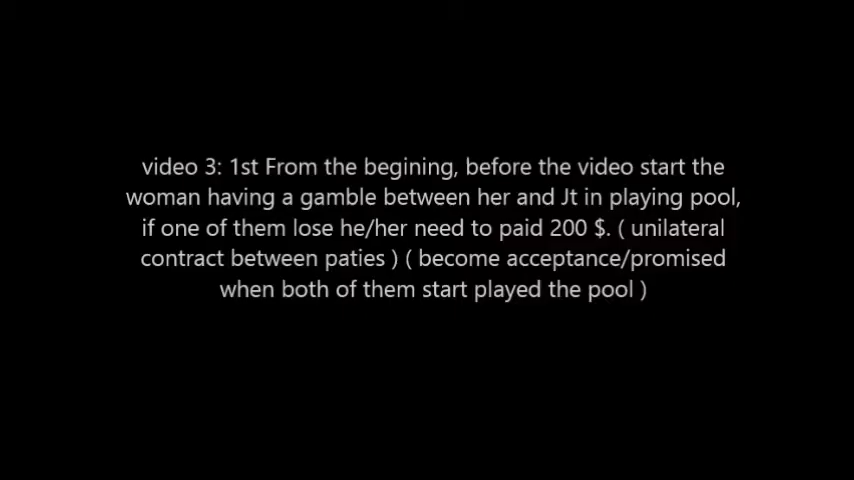 video 3: 1st From the begining, before the video start the
woman having a gamble between her and Jt in playing pool,
if one of them lose he/her need to paid 200 $. ( unilateral
contract between paties ) ( become acceptance/promised
when both of them start played the pool )